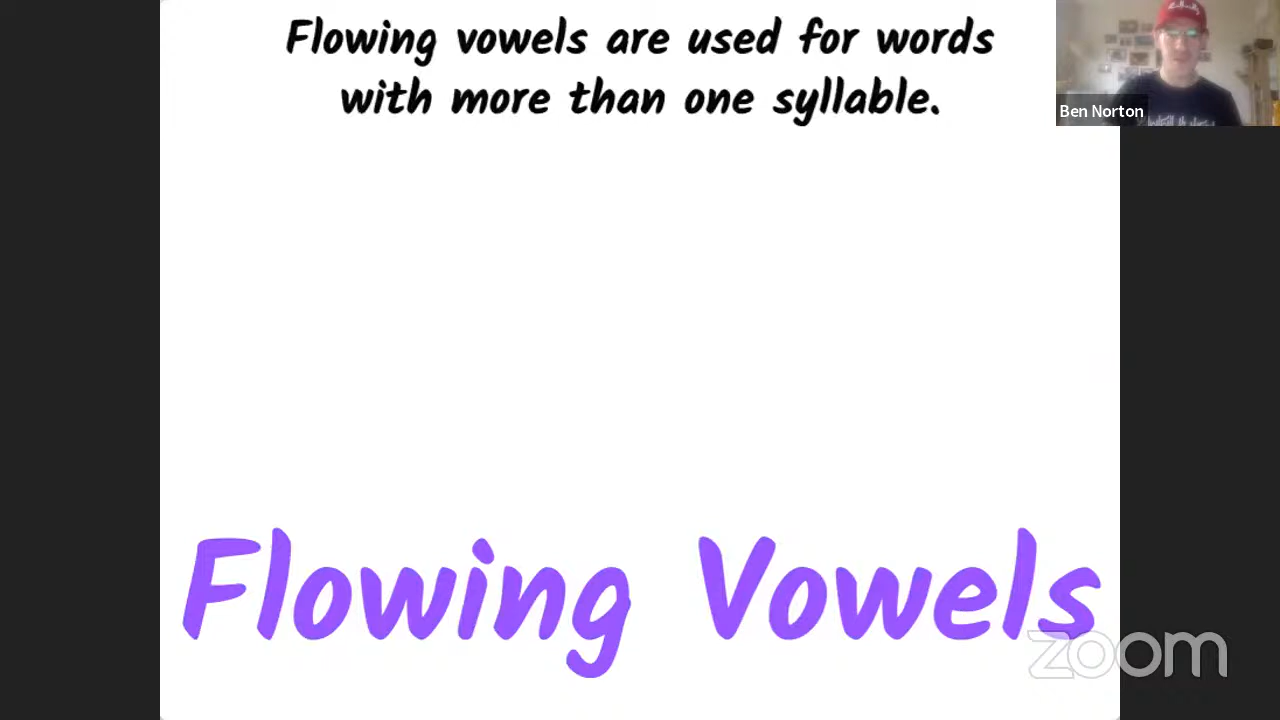 Flowing vowels are used for words
with more than one syllable.
Ben Norton
Flowing Vowels
zoom